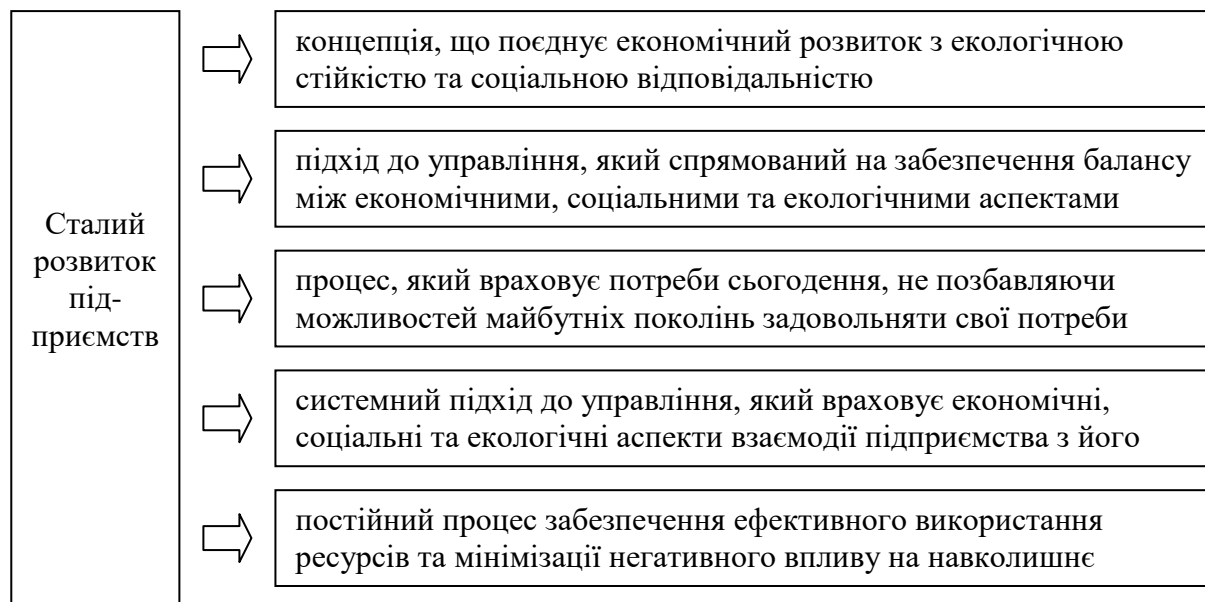 Сталий
розвиток
під-
приємств
концепція, що поєднує економічний розвиток з екологічною
стійкістю та соціальною відповідальністю
підхід до управління, який спрямований на забезпечення балансу
між економічними, соціальними та екологічними аспектами
процес, який враховує потреби сьогодення, не позбавляючи
можливостей майбутніх поколінь задовольняти свої потреби
системний підхід до управління, який враховує економічні,
соціальні та екологічні аспекти взаємодії підприємства з його
постійний процес забезпечення ефективного використання
ресурсів та мінімізації негативного впливу на навколишнє